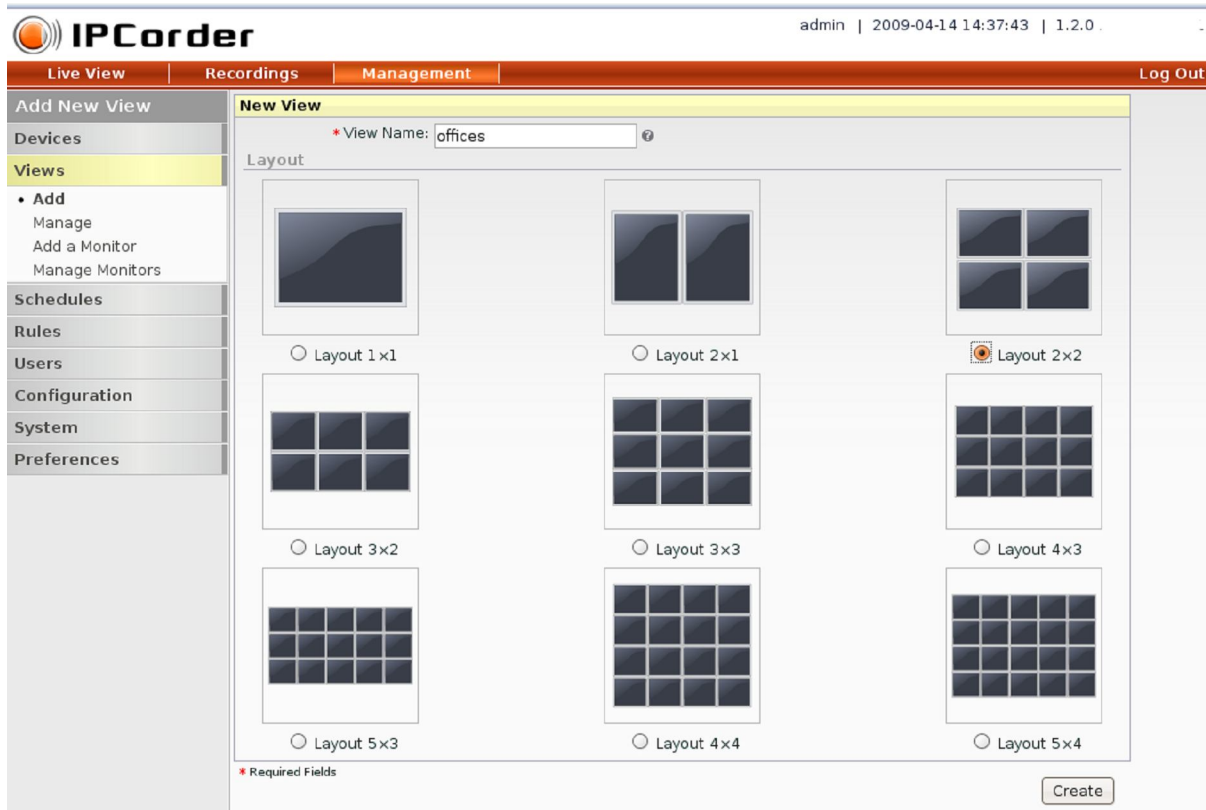 IPCorder
admin | 2009-04-14 14:37:43 | 1.2.0
Live View
Recordings
Management
Log Out
Add New View
Devices
Views
• Add
Manage
Add a Monitor
Manage Monitors
Schedules
Rules
Users
Configuration
System
Preferences
New View
* View Name: offices
Layout
Layout 1×1
Layout 2×1
Layout 2×2
Layout 3×2
Layout 3×3
Layout 4×3
Layout 5×3
Layout 4×4
Layout 5×4
* Required Fields
Create